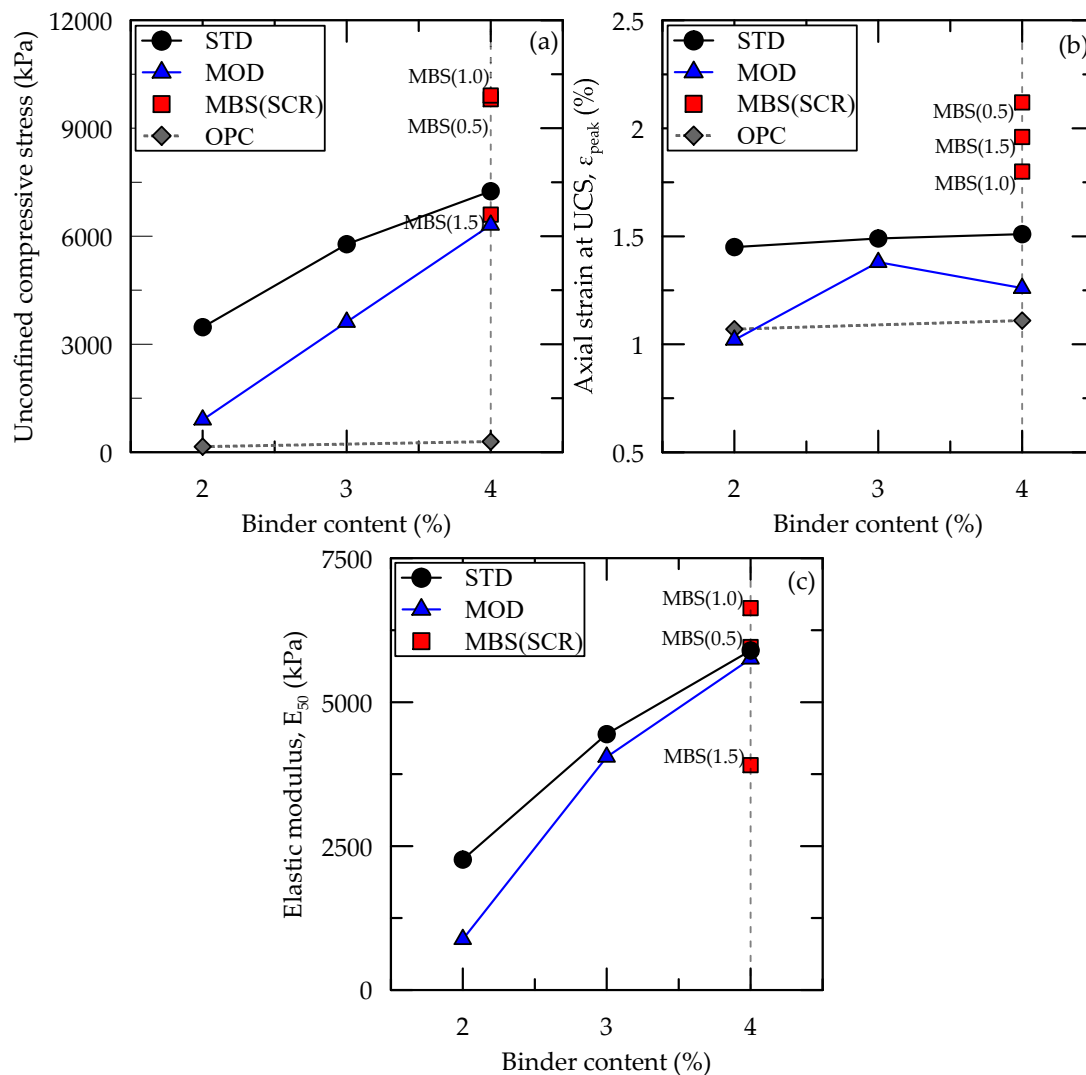 (a)
STD
MOD
MBS(SCR)
OPC
MBS(1.0)
MBS(0.5)
MBS(1.5)
12000
9000
6000
3000
0
Unconfined compressive stress (kPa)
2 3 4
Binder content (%)
(b)
STD
MOD
MBS(SCR)
OPC
MBS(0.5)
MBS(1.5)
MBS(1.0)
2.5
2
1.5
1
0.5
Axial strain at UCS, ε_peak (%)
2 3 4
Binder content (%)
(c)
STD
MOD
MBS(SCR)
MBS(1.0)
MBS(0.5)
MBS(1.5)
7500
5000
2500
0
Elastic modulus, E₅₀ (kPa)
2 3 4
Binder content (%)